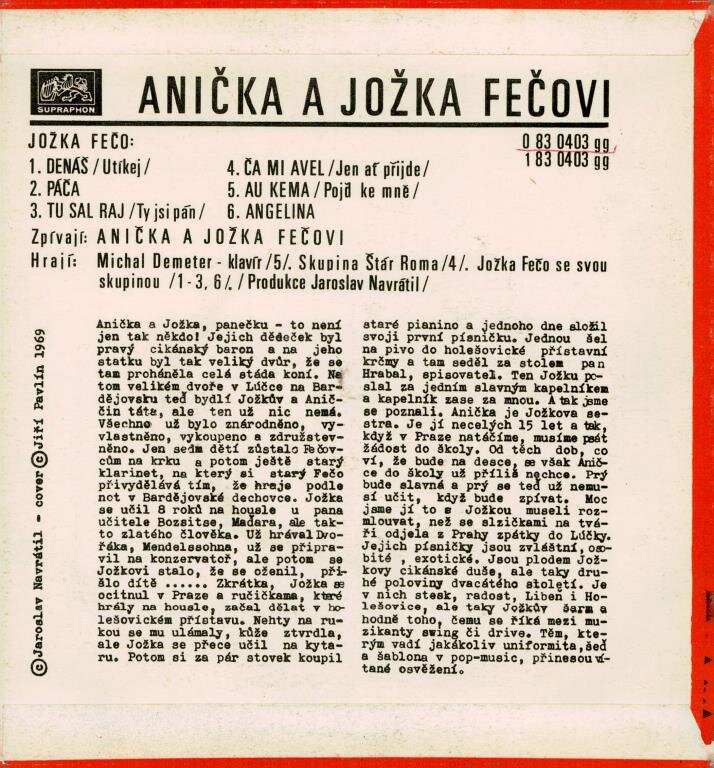 SUPRAPHON
ANIČKA A JOŽKA FEČOVI
JOŽKA FEČO:
0 83 0403 gg
1 83 0403 gg
1. DENÁŠ /Utíkej/
2. PÁČA
3. TU SAL RAJ /Ty jsi pán/
4. ČA MI AVEL /Jen ať přijde/
5. AU KEMA /Pojď ke mně/
6. ANGELINA
Zpívají: ANIČKA A JOŽKA FEČOVI
Hrají: Michal Demeter - klavír /5/. Skupina Štár Roma /4/. Jožka Fečo se svou
skupinou /1-3, 6/. /Produkce Jaroslav Navrátil/
Anička a Jožka, panečku - to není
jen tak někdo! Jejich dědeček byl
pravý cikánský baron a na jeho
statku byl tak veliký dvůr, že se
tam proháněla celá stáda koní. Na
tom velikém dvoře v Lúčce na Bar-
dějovsku teď bydlí Jožkův a Anič-
čin táta, ale ten už nic nemá.
Všechno už bylo znárodněno, vy-
vlastněno, vykoupeno a združstev-
něno. Jen sedm dětí zůstalo Fečov-
cům na krku a potom ještě starý
klarinet, na který si starý Fečo
přivydělává tím, že hraje podle
not v Bardějovské dechovce. Jožka
se učil 8 roků na housle u pana
učitele Bozsitse, Maďara, ale tak-
to zlatého člověka. Už hrával Dvo-
řáka, Mendelssohna, už se připra-
vil na konzervatoř, ale potom se
Jožkovi stalo, že se oženil, při-
šlo dítě ...... Zkrátka, Jožka se
ocitnul v Praze a ručičkama, které
hrály na housle, začal dělat v ho-
lešovickém přístavu. Nehty na ru-
kou se mu ulámaly, kůže ztvrdla,
ale Jožka se přece učil na kyta-
ru. Potom si za pár stovek koupil
staré pianino a jednoho dne složil
svoji první písničku. Jednou šel
na pivo do holešovické přístavní
krčmy a tam seděl za stolem pan
Hrabal, spisovatel. Ten Jožku po-
slal za jedním slavným kapelníkem
a kapelník zase za mnou. A tak jsme
se poznali. Anička je Jožkova se-
stra. Je jí necelých 15 let a tak,
když v Praze natáčíme, musíme psát
žádost do školy. Od těch dob, co
ví, že bude na desce, se však Anič-
ce do školy už příliš nechce. Prý
bude slavná a prý se teď už nemu-
sí učit, když bude zpívat. Moc
jsme jí to s Jožkou museli roz-
mlouvat, než se slzičkami na tvá-
ři odjela z Prahy zpátky do Lúčky.
Jejich písničky jsou zvláštní, oso-
bité , exotické. Jsou plodem Jož-
kovy cikánské duše, ale taky dru-
hé poloviny dvacátého století. Je
v nich stesk, radost, Libeň i Ho-
lešovice, ale taky Jožkův šarm a
hodně toho, čemu se říká mezi mu-
zikanty swing či drive. Těm, kte-
rým vadí jakákoliv uniformita, šeď
a šablona v pop-music, přinesou ví-
tané osvěžení.
©Jaroslav Navrátil - cover ©Jiří Pavlín 1969